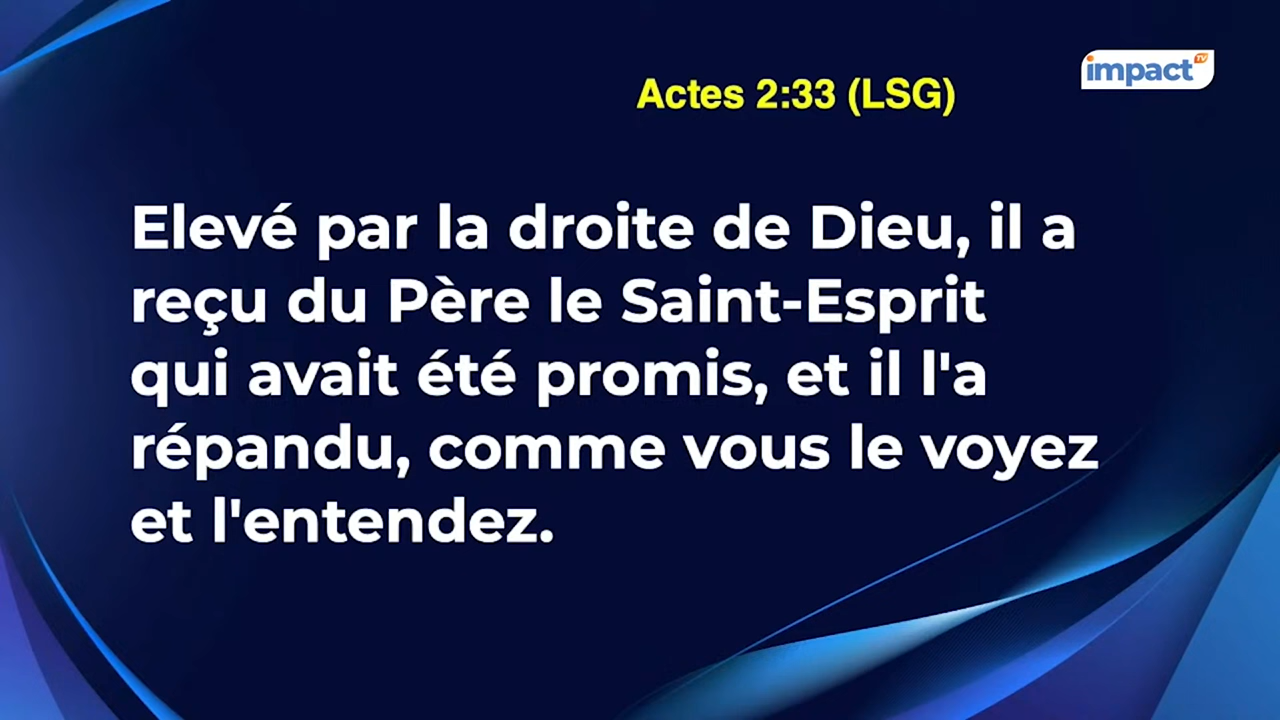 impact TV
Actes 2:33 (LSG)
Elevé par la droite de Dieu, il a
reçu du Père le Saint-Esprit
qui avait été promis, et il l'a
répandu, comme vous le voyez
et l'entendez.